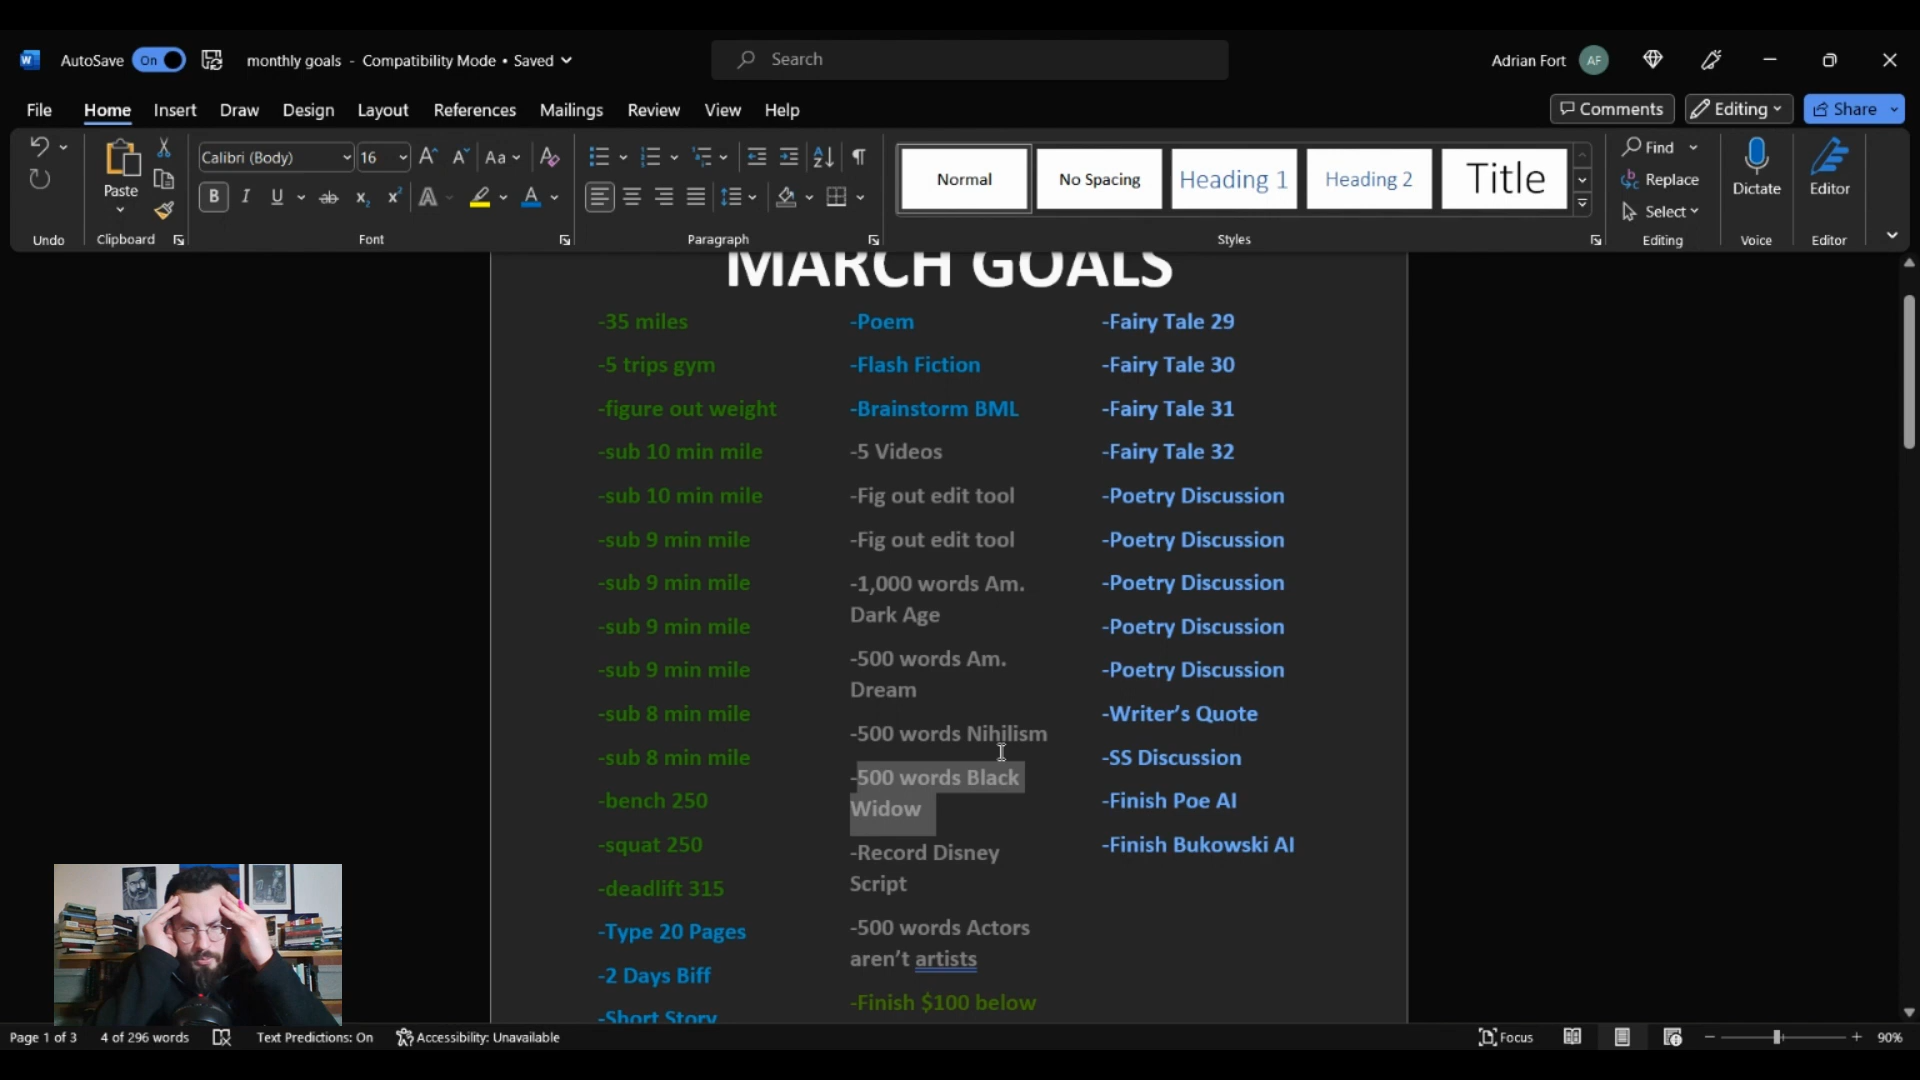 AutoSave On monthly goals - Compatibility Mode • Saved Search Adrian Fort AF
File Home Insert Draw Design Layout References Mailings Review View Help Comments Editing Share
Calibri (Body) 16 Aa
Paste
B I U ab x₂ x² A A
Normal No Spacing Heading 1 Heading 2 Title
Find
Replace
Select
Dictate Editor
Undo Clipboard Font Paragraph Styles Editing Voice Editor
MARCH GOALS
-35 miles
-5 trips gym
-figure out weight
-sub 10 min mile
-sub 10 min mile
-sub 9 min mile
-sub 9 min mile
-sub 9 min mile
-sub 9 min mile
-sub 8 min mile
-sub 8 min mile
-bench 250
-squat 250
-deadlift 315
-Type 20 Pages
-2 Days Biff
-Short Story
-Poem
-Flash Fiction
-Brainstorm BML
-5 Videos
-Fig out edit tool
-Fig out edit tool
-1,000 words Am.
Dark Age
-500 words Am.
Dream
-500 words Nihilism
-500 words Black
Widow
-Record Disney
Script
-500 words Actors
aren't artists
-Finish $100 below
-Fairy Tale 29
-Fairy Tale 30
-Fairy Tale 31
-Fairy Tale 32
-Poetry Discussion
-Poetry Discussion
-Poetry Discussion
-Poetry Discussion
-Poetry Discussion
-Writer's Quote
-SS Discussion
-Finish Poe AI
-Finish Bukowski AI
Page 1 of 3 4 of 296 words Text Predictions: On Accessibility: Unavailable Focus 90%